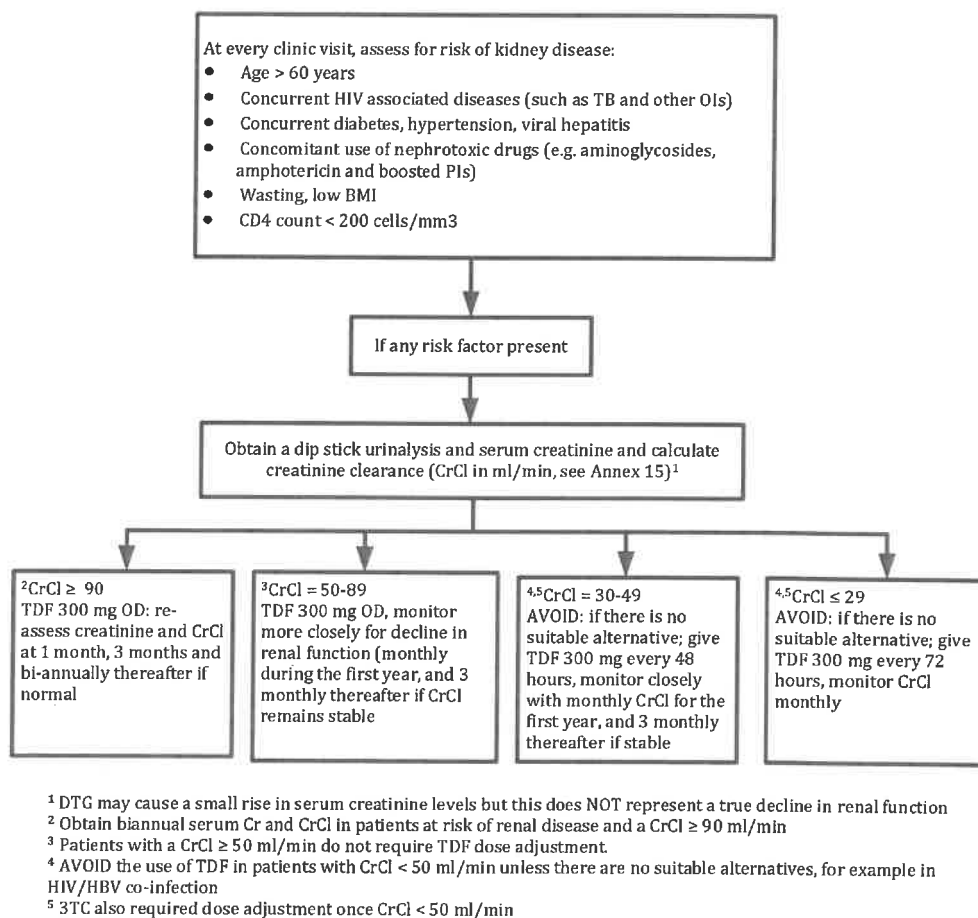 At every clinic visit, assess for risk of kidney disease:
● Age > 60 years
● Concurrent HIV associated diseases (such as TB and other OIs)
● Concurrent diabetes, hypertension, viral hepatitis
● Concomitant use of nephrotoxic drugs (e.g. aminoglycosides,
amphotericin and boosted PIs)
● Wasting, low BMI
● CD4 count < 200 cells/mm3
If any risk factor present
Obtain a dip stick urinalysis and serum creatinine and calculate
creatinine clearance (CrCl in ml/min, see Annex 15)¹
²CrCl ≥ 90
TDF 300 mg OD: re-
assess creatinine and CrCl
at 1 month, 3 months and
bi-annually thereafter if
normal
³CrCl = 50-89
TDF 300 mg OD, monitor
more closely for decline in
renal function (monthly
during the first year, and 3
monthly thereafter if CrCl
remains stable
⁴,⁵CrCl = 30-49
AVOID: if there is no
suitable alternative; give
TDF 300 mg every 48
hours, monitor closely
with monthly CrCl for the
first year, and 3 monthly
thereafter if stable
⁴,⁵CrCl ≤ 29
AVOID: if there is no
suitable alternative; give
TDF 300 mg every 72
hours, monitor CrCl
monthly
¹ DTG may cause a small rise in serum creatinine levels but this does NOT represent a true decline in renal function
² Obtain biannual serum Cr and CrCl in patients at risk of renal disease and a CrCl ≥ 90 ml/min
³ Patients with a CrCl ≥ 50 ml/min do not require TDF dose adjustment.
⁴ AVOID the use of TDF in patients with CrCl < 50 ml/min unless there are no suitable alternatives, for example in
HIV/HBV co-infection
⁵ 3TC also required dose adjustment once CrCl < 50 ml/min